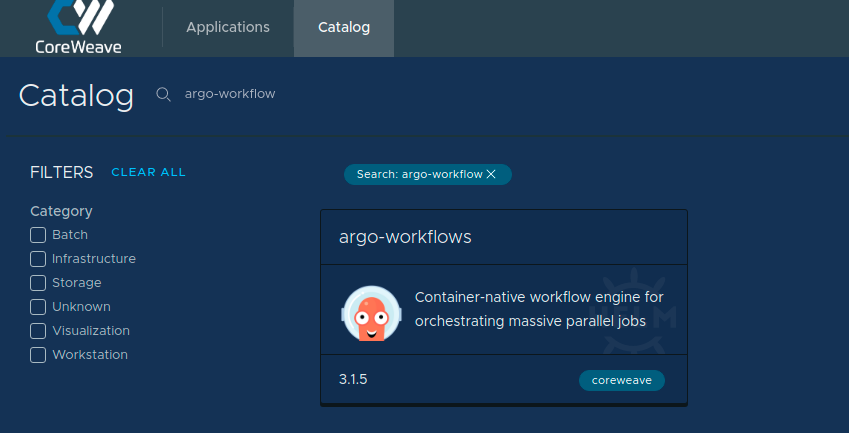 CoreWeave
Applications
Catalog
Catalog
argo-workflow
FILTERS
CLEAR ALL
Search: argo-workflow
Category
Batch
Infrastructure
Storage
Unknown
Visualization
Workstation
argo-workflows
Container-native workflow engine for
orchestrating massive parallel jobs
HELM
3.1.5
coreweave